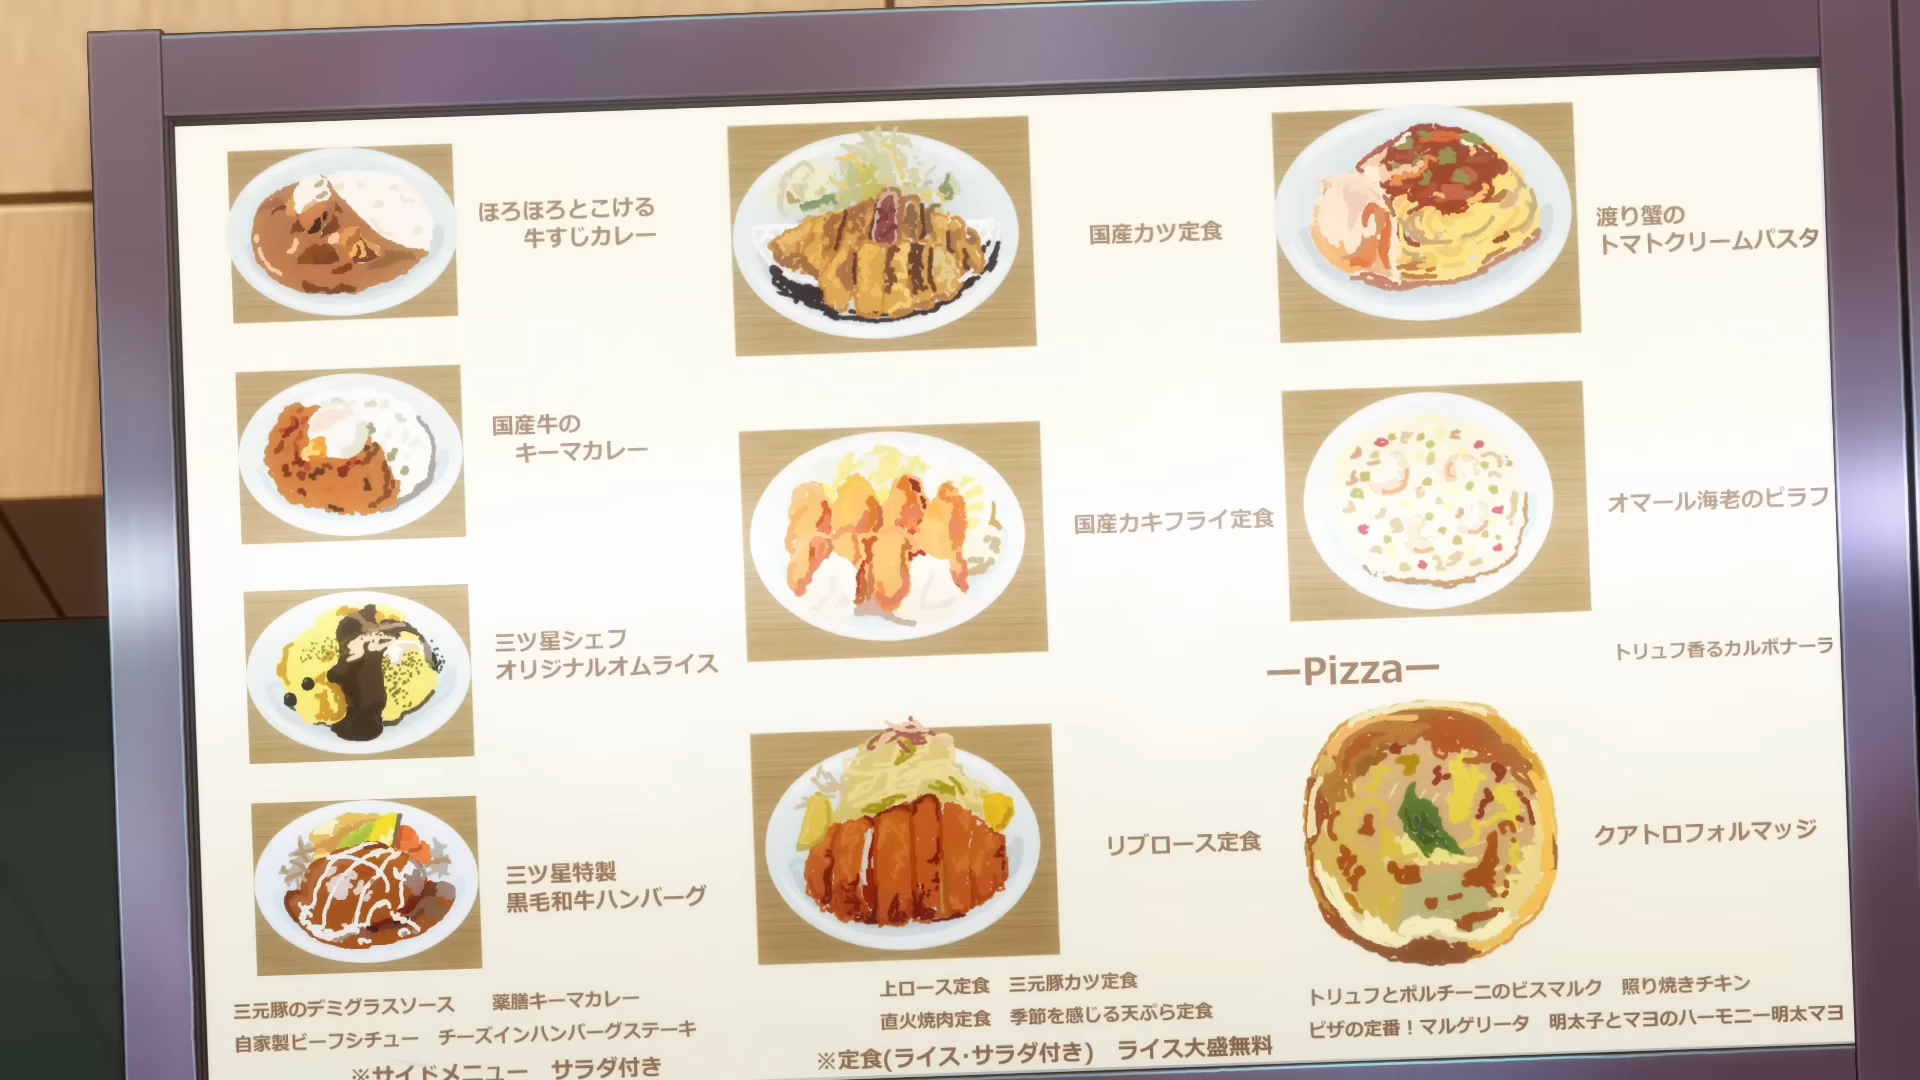 ほろほろとこける
牛すじカレー
国産牛の
キーマカレー
三ツ星シェフ
オリジナルオムライス
三ツ星特製
黒毛和牛ハンバーグ
三元豚のデミグラスソース　薬膳キーマカレー
自家製ビーフシチュー　チーズインハンバーグステーキ
※サイドメニュー　サラダ付き
国産カツ定食
国産カキフライ定食
リブロース定食
上ロース定食　三元豚カツ定食
直火焼肉定食　季節を感じる天ぷら定食
※定食(ライス・サラダ付き)　ライス大盛無料
渡り蟹の
トマトクリームパスタ
オマール海老のピラフ
トリュフ香るカルボナーラ
ーPizzaー
クアトロフォルマッジ
トリュフとポルチーニのビスマルク　照り焼きチキン
ピザの定番！マルゲリータ　明太子とマヨのハーモニー明太マヨ